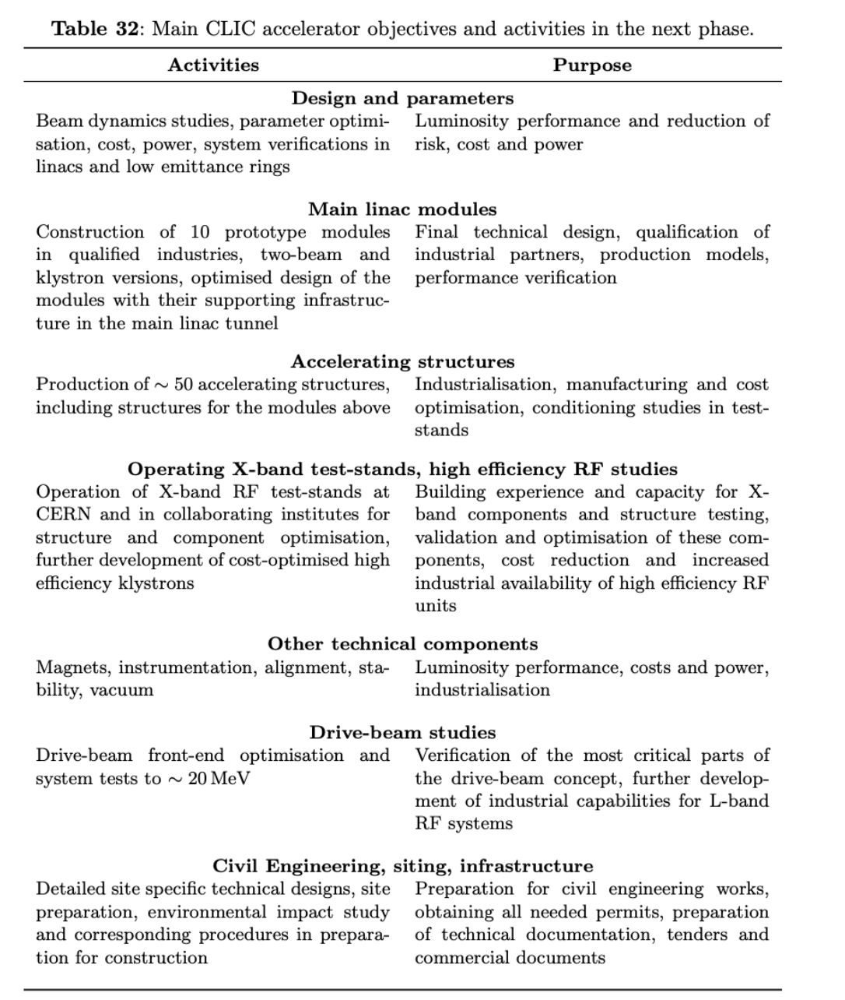 Table 32: Main CLIC accelerator objectives and activities in the next phase.
Activities Purpose
Design and parameters
Beam dynamics studies, parameter optimi-
sation, cost, power, system verifications in
linacs and low emittance rings
Luminosity performance and reduction of
risk, cost and power
Main linac modules
Construction of 10 prototype modules
in qualified industries, two-beam and
klystron versions, optimised design of the
modules with their supporting infrastruc-
ture in the main linac tunnel
Final technical design, qualification of
industrial partners, production models,
performance verification
Accelerating structures
Production of ∼ 50 accelerating structures,
including structures for the modules above
Industrialisation, manufacturing and cost
optimisation, conditioning studies in test-
stands
Operating X-band test-stands, high efficiency RF studies
Operation of X-band RF test-stands at
CERN and in collaborating institutes for
structure and component optimisation,
further development of cost-optimised high
efficiency klystrons
Building experience and capacity for X-
band components and structure testing,
validation and optimisation of these com-
ponents, cost reduction and increased
industrial availability of high efficiency RF
units
Other technical components
Magnets, instrumentation, alignment, sta-
bility, vacuum
Luminosity performance, costs and power,
industrialisation
Drive-beam studies
Drive-beam front-end optimisation and
system tests to ∼ 20 MeV
Verification of the most critical parts of
the drive-beam concept, further develop-
ment of industrial capabilities for L-band
RF systems
Civil Engineering, siting, infrastructure
Detailed site specific technical designs, site
preparation, environmental impact study
and corresponding procedures in prepara-
tion for construction
Preparation for civil engineering works,
obtaining all needed permits, preparation
of technical documentation, tenders and
commercial documents